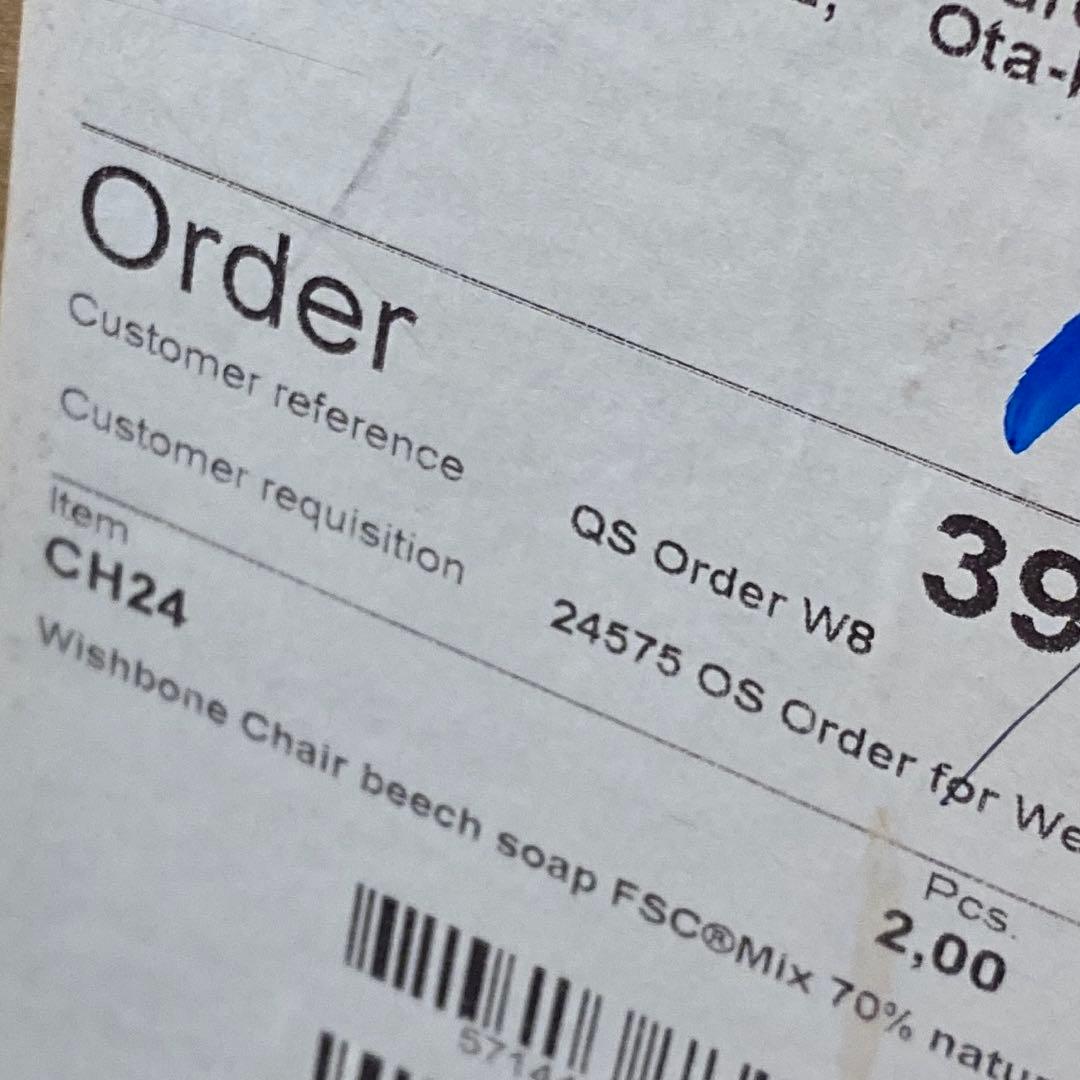 Ota-
Order
39
Customer reference
QS Order W8
Customer requisition
24575 OS Order for We
Item
Pcs.
CH24
2,00
Wishbone Chair beech soap FSC®Mix 70% natu
5714